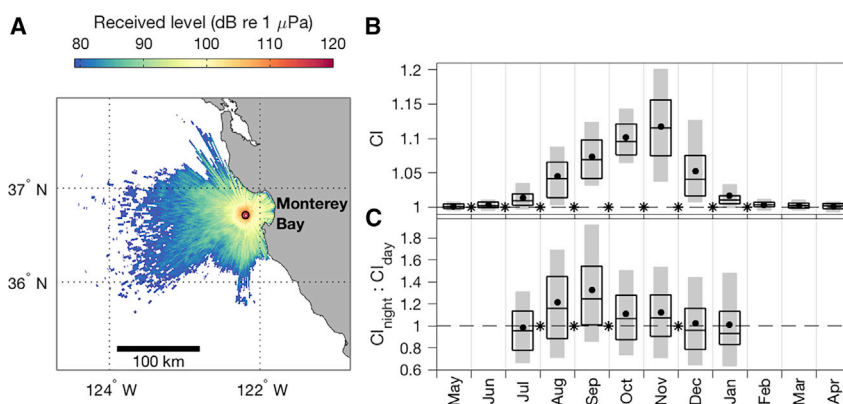 A
Received level (dB re 1 μPa)
80 90 100 110 120
37° N
36° N
Monterey
Bay
100 km
124° W 122° W
B
CI
1.2
1.15
1.1
1.05
1
C
CInight : CIday
1.8
1.6
1.4
1.2
1
0.8
0.6
May Jun Jul Aug Sep Oct Nov Dec Jan Feb Mar Apr